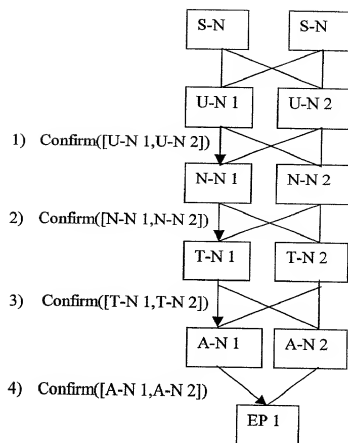 S-N S-N
U-N 1 U-N 2
1) Confirm([U-N 1,U-N 2])
N-N 1 N-N 2
2) Confirm([N-N 1,N-N 2])
T-N 1 T-N 2
3) Confirm([T-N 1,T-N 2])
A-N 1 A-N 2
4) Confirm([A-N 1,A-N 2])
EP 1